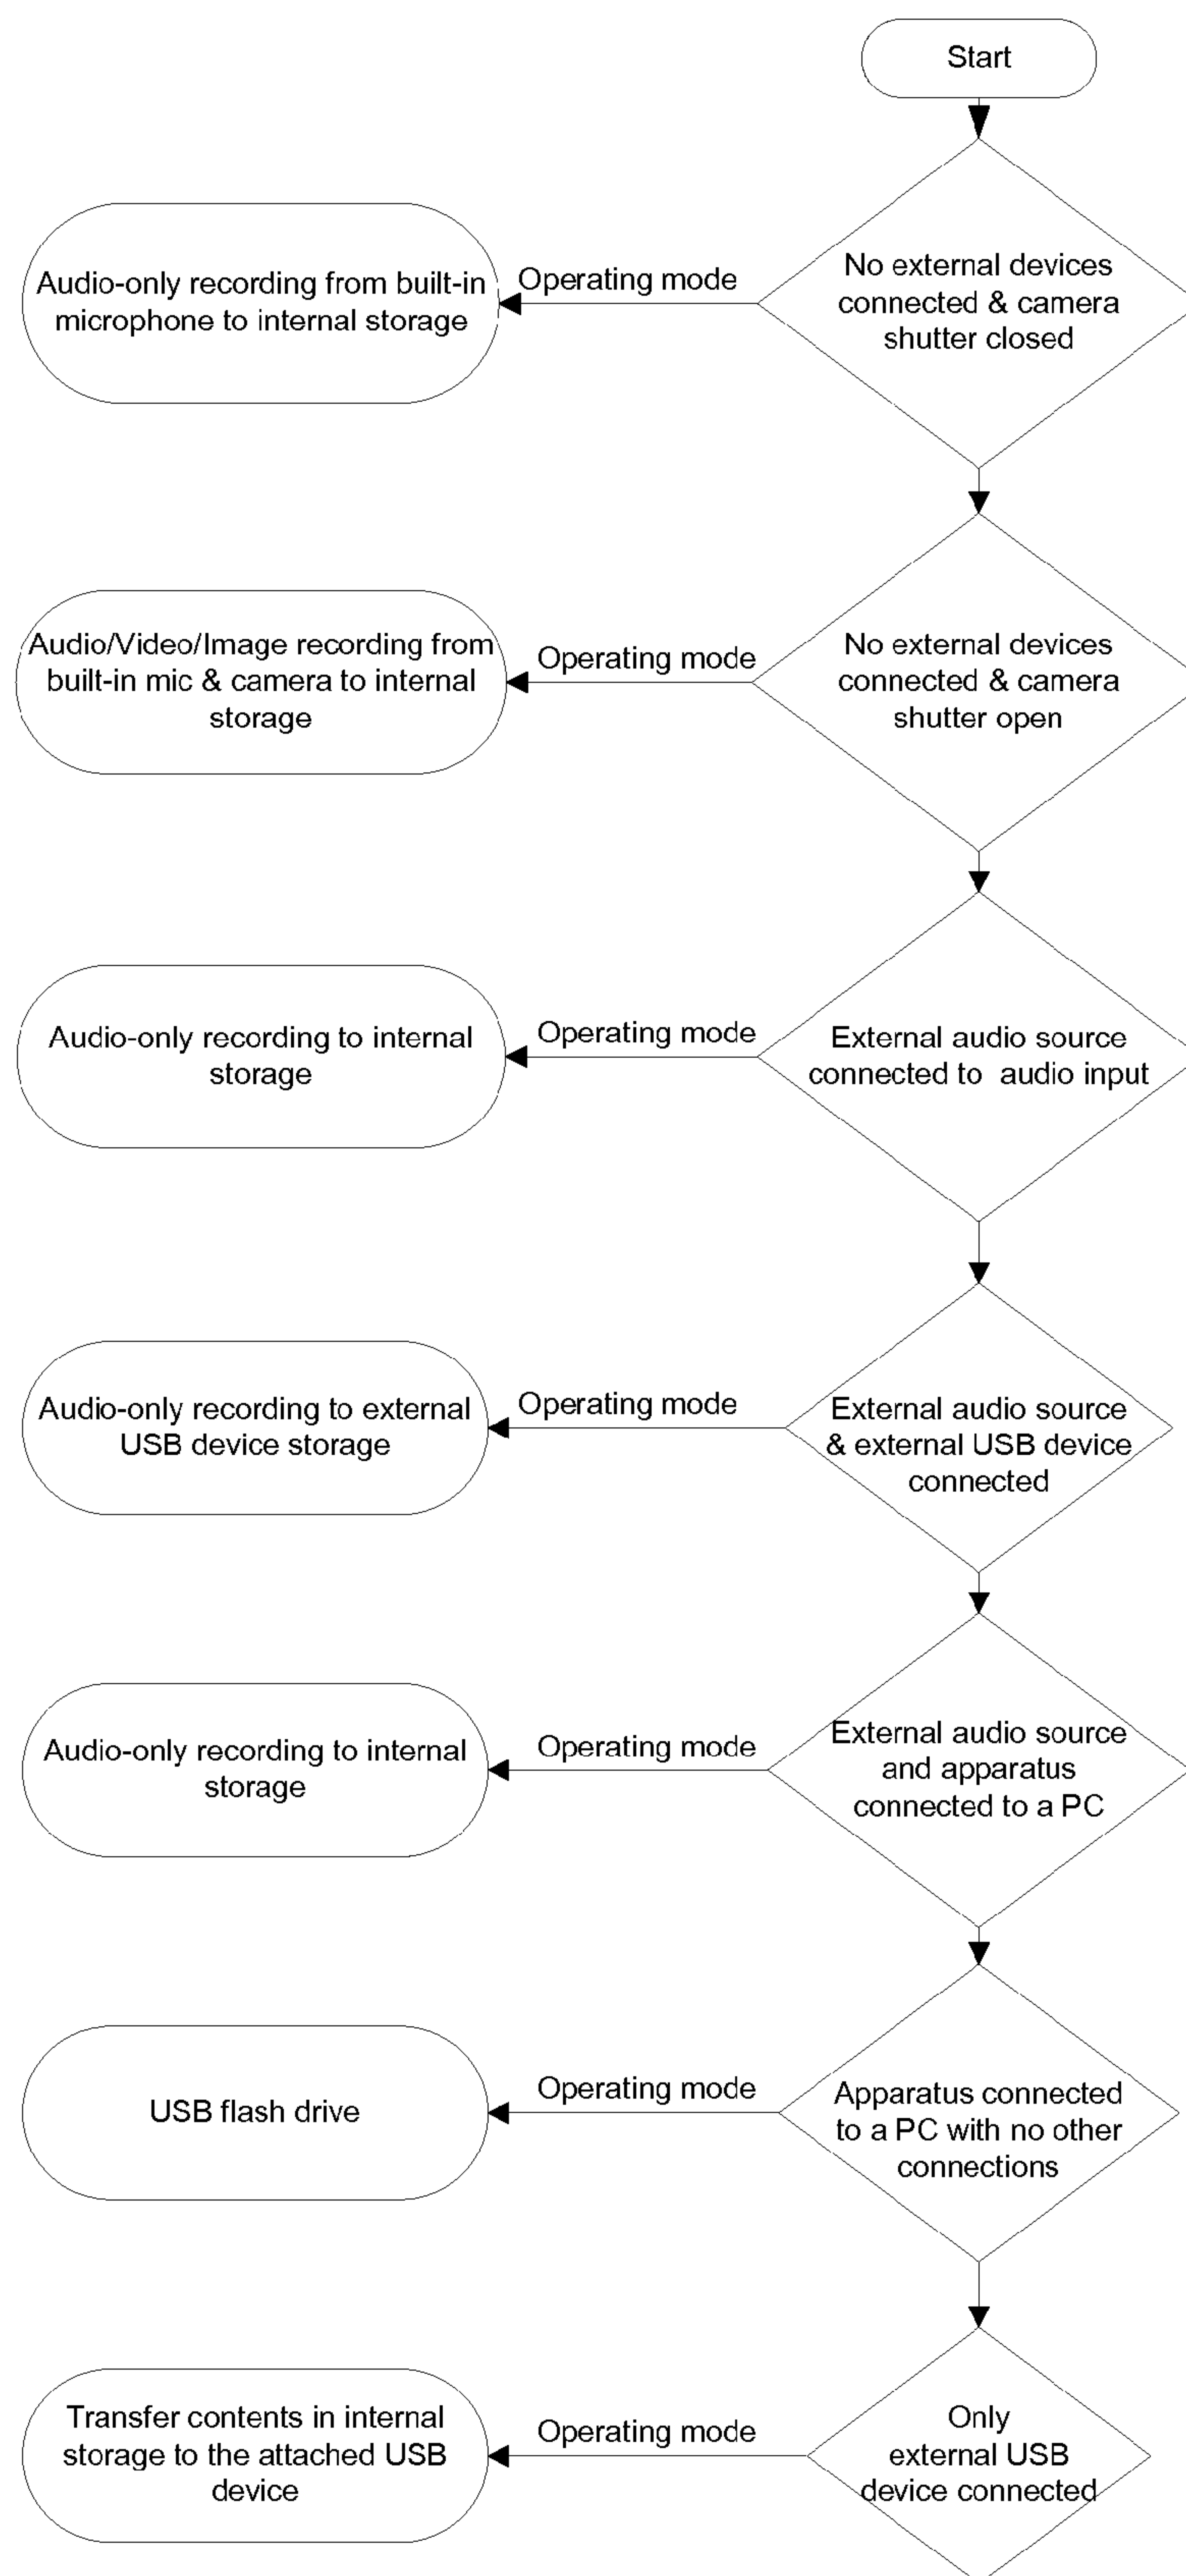 Start
No external devices
connected & camera
shutter closed
Operating mode
Audio-only recording from built-in
microphone to internal storage
No external devices
connected & camera
shutter open
Operating mode
Audio/Video/Image recording from
built-in mic & camera to internal
storage
External audio source
connected to  audio input
Operating mode
Audio-only recording to internal
storage
External audio source
& external USB device
connected
Operating mode
Audio-only recording to external
USB device storage
External audio source
and apparatus
connected to a PC
Operating mode
Audio-only recording to internal
storage
Apparatus connected
to a PC with no other
connections
Operating mode
USB flash drive
Only
external USB
device connected
Operating mode
Transfer contents in internal
storage to the attached USB
device